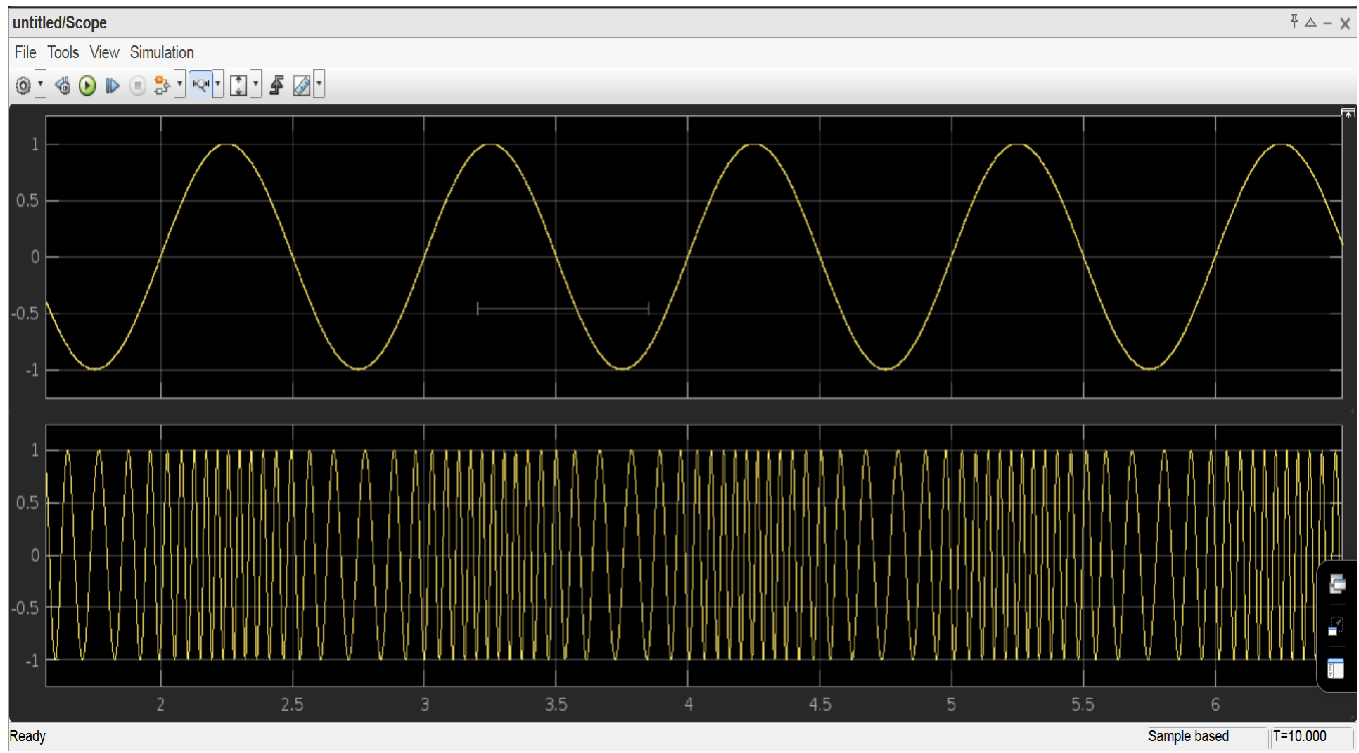 untitled/Scope
File Tools View Simulation
1
0.5
0
-0.5
-1
1
0.5
0
-0.5
-1
2 2.5 3 3.5 4 4.5 5 5.5 6
Ready Sample based T=10.000